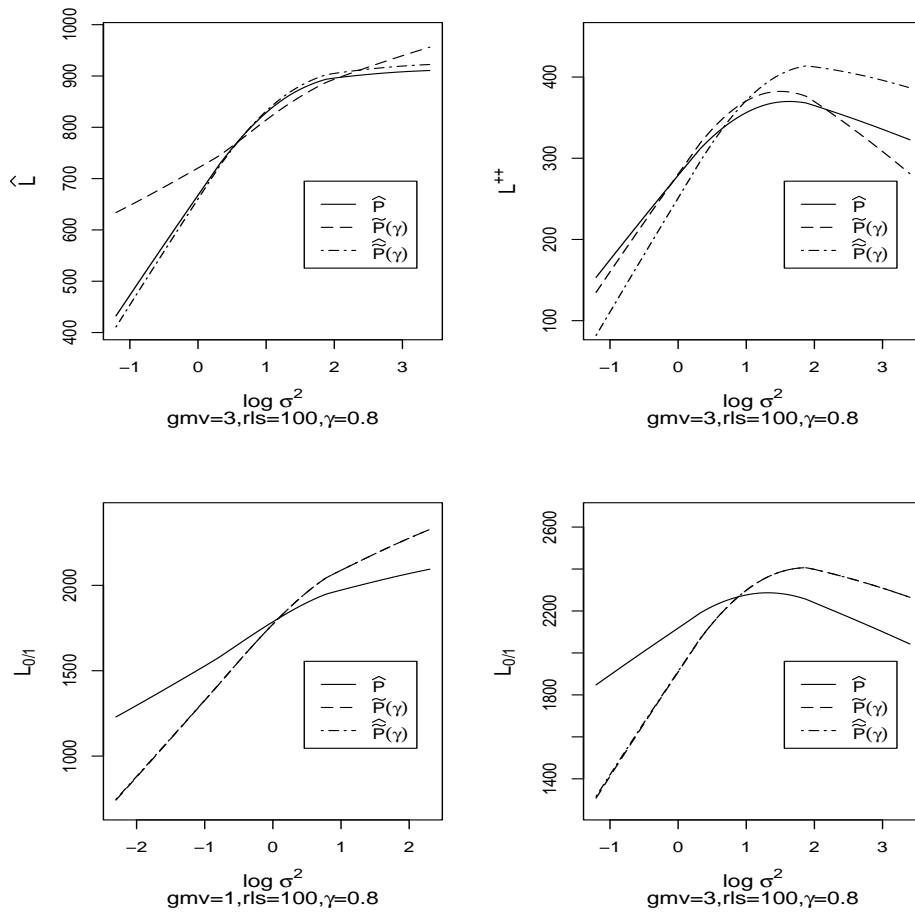 L̂
400 500 600 700 800 900 1000
P̂
P̃(γ)
P̃̂(γ)
−1 0 1 2 3
log σ²
gmv=3,rls=100,γ=0.8
L⁺⁺
100 200 300 400
P̂
P̃(γ)
P̃̂(γ)
−1 0 1 2 3
log σ²
gmv=3,rls=100,γ=0.8
L₀/₁
1000 1500 2000
P̂
P̃(γ)
P̃̂(γ)
−2 −1 0 1 2
log σ²
gmv=1,rls=100,γ=0.8
L₀/₁
1400 1800 2200 2600
P̂
P̃(γ)
P̃̂(γ)
−1 0 1 2 3
log σ²
gmv=3,rls=100,γ=0.8